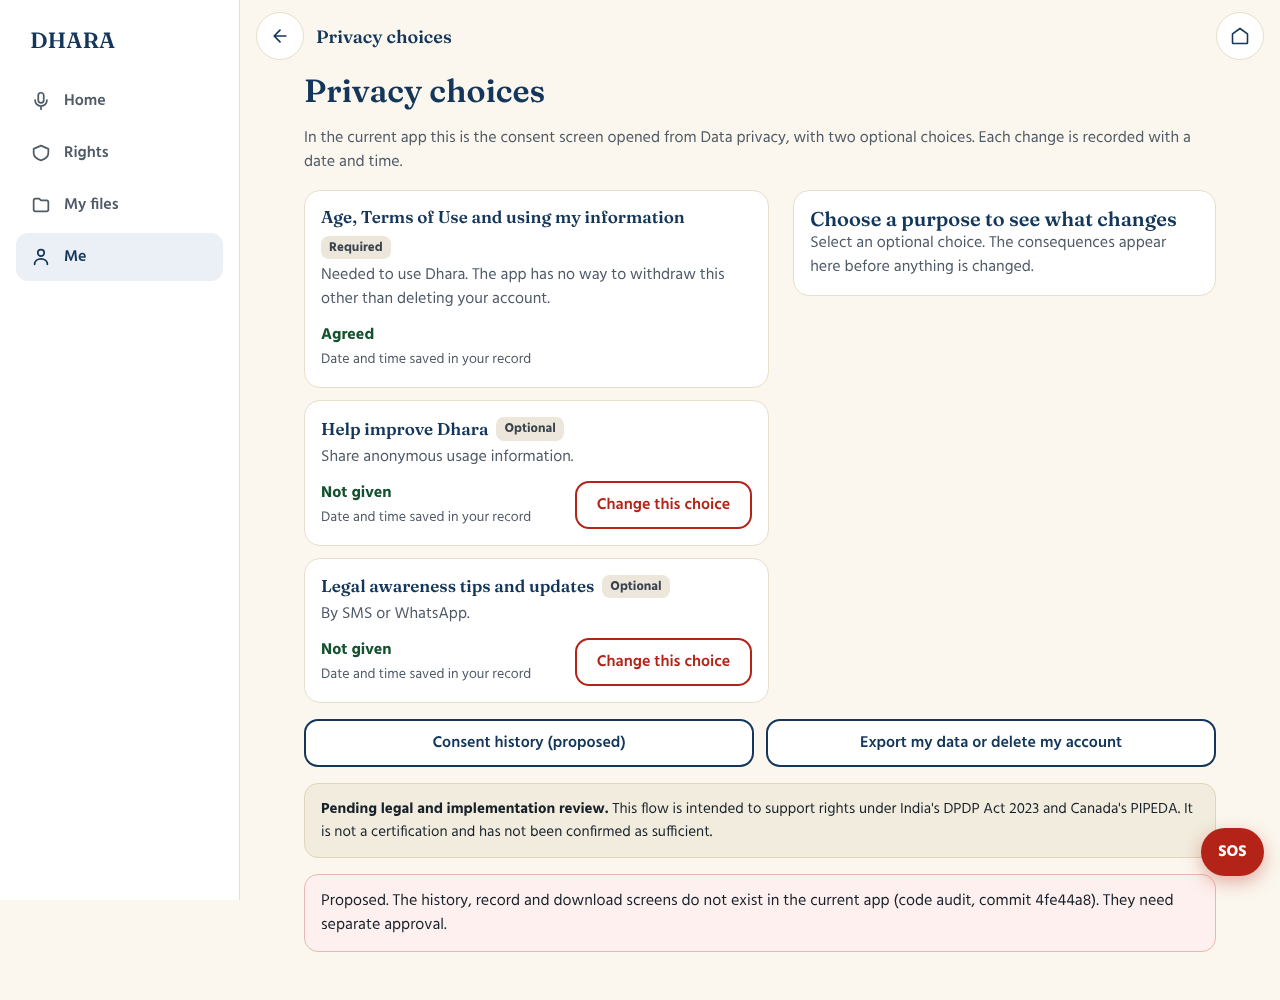 DHARA
Home
Rights
My files
Me
Privacy choices
Privacy choices
In the current app this is the consent screen opened from Data privacy, with two optional choices. Each change is recorded with a
date and time.
Age, Terms of Use and using my information
Required
Needed to use Dhara. The app has no way to withdraw this
other than deleting your account.
Agreed
Date and time saved in your record
Choose a purpose to see what changes
Select an optional choice. The consequences appear
here before anything is changed.
Help improve Dhara Optional
Share anonymous usage information.
Not given
Date and time saved in your record
Change this choice
Legal awareness tips and updates Optional
By SMS or WhatsApp.
Not given
Date and time saved in your record
Change this choice
Consent history (proposed)
Export my data or delete my account
Pending legal and implementation review. This flow is intended to support rights under India's DPDP Act 2023 and Canada's PIPEDA. It
is not a certification and has not been confirmed as sufficient.
SOS
Proposed. The history, record and download screens do not exist in the current app (code audit, commit 4fe44a8). They need
separate approval.